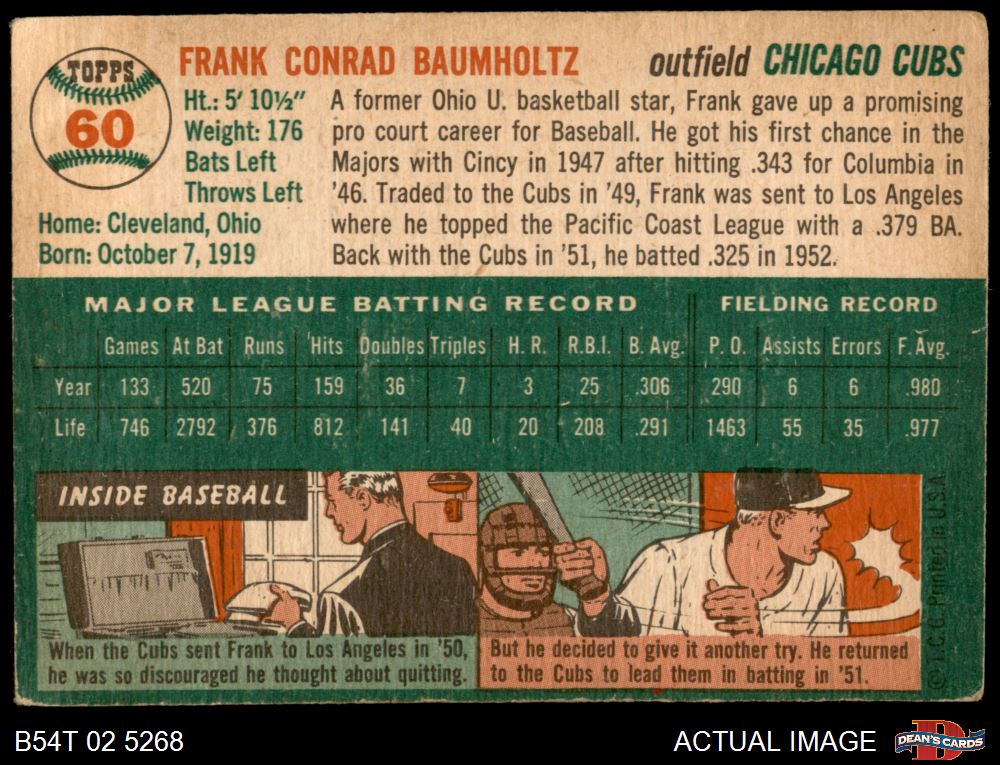 TOPPS
60
FRANK CONRAD BAUMHOLTZ
outfield CHICAGO CUBS
Ht.: 5' 10½"
Weight: 176
Bats Left
Throws Left
Home: Cleveland, Ohio
Born: October 7, 1919
A former Ohio U. basketball star, Frank gave up a promising
pro court career for Baseball. He got his first chance in the
Majors with Cincy in 1947 after hitting .343 for Columbia in
'46. Traded to the Cubs in '49, Frank was sent to Los Angeles
where he topped the Pacific Coast League with a .379 BA.
Back with the Cubs in '51, he batted .325 in 1952.
MAJOR LEAGUE BATTING RECORD FIELDING RECORD
Games At Bat Runs Hits Doubles Triples H. R. R.B.I. B. Avg. P. O. Assists Errors F. Avg.
Year 133 520 75 159 36 7 3 25 .306 290 6 6 .980
Life 746 2792 376 812 141 40 20 208 .291 1463 55 35 .977
INSIDE BASEBALL
When the Cubs sent Frank to Los Angeles in '50,
he was so discouraged he thought about quitting.
But he decided to give it another try. He returned
to the Cubs to lead them in batting in '51.
© T. C. G. Printed in U.S.A.
B54T 02 5268
ACTUAL IMAGE
DEAN'S CARDS